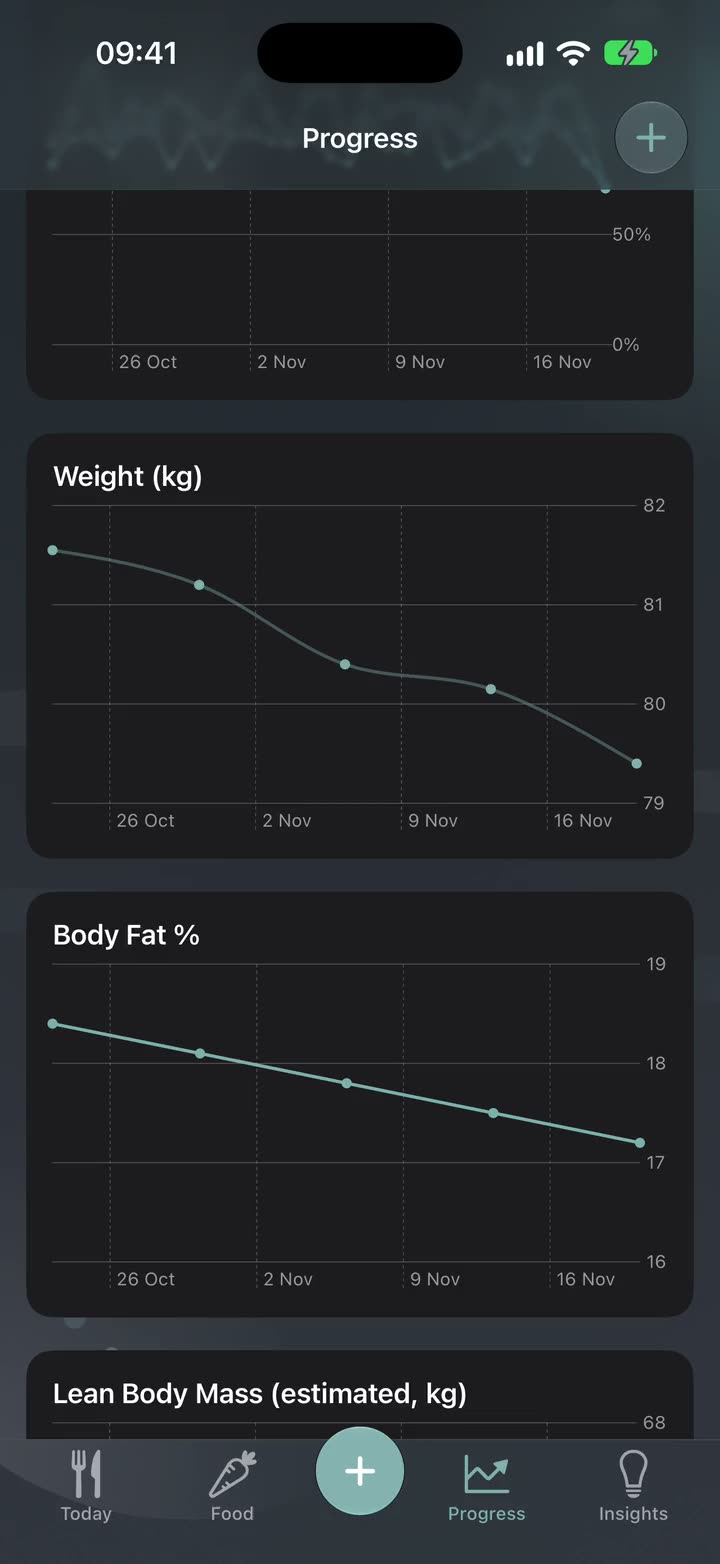 09:41
Progress
50%
0%
26 Oct 2 Nov 9 Nov 16 Nov
Weight (kg)
82
81
80
79
26 Oct 2 Nov 9 Nov 16 Nov
Body Fat %
19
18
17
16
26 Oct 2 Nov 9 Nov 16 Nov
Lean Body Mass (estimated, kg)
68
Today Food Progress Insights